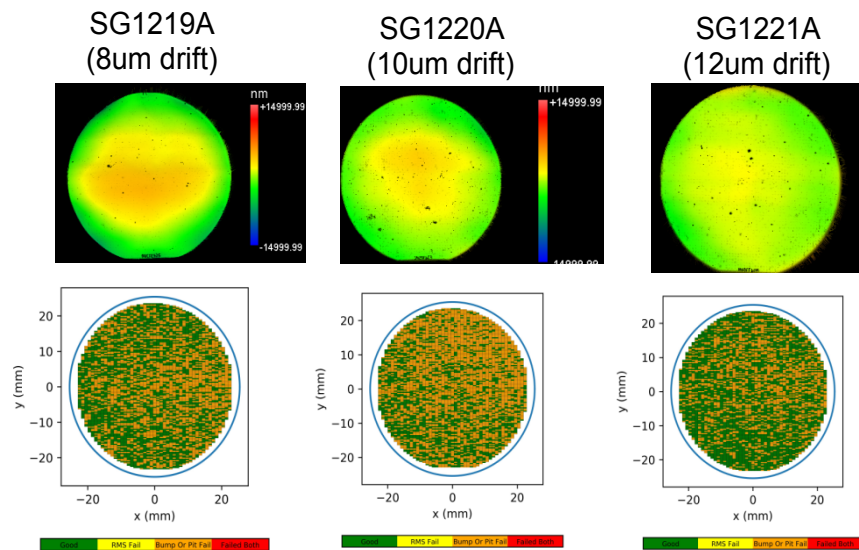 SG1219A
(8um drift)
SG1220A
(10um drift)
SG1221A
(12um drift)
nm
+14999.99
-14999.99
nm
+14999.99
-14999.99
20
10
0
−10
−20
y (mm)
−20
0
20
x (mm)
20
10
0
−10
−20
y (mm)
−20
0
20
x (mm)
20
10
0
−10
−20
y (mm)
−20
0
20
x (mm)
Good
RMS Fail
Bump Or Pit Fail
Failed Both
Good
RMS Fail
Bump Or Pit Fail
Failed Both
Good
RMS Fail
Bump Or Pit Fail
Failed Both